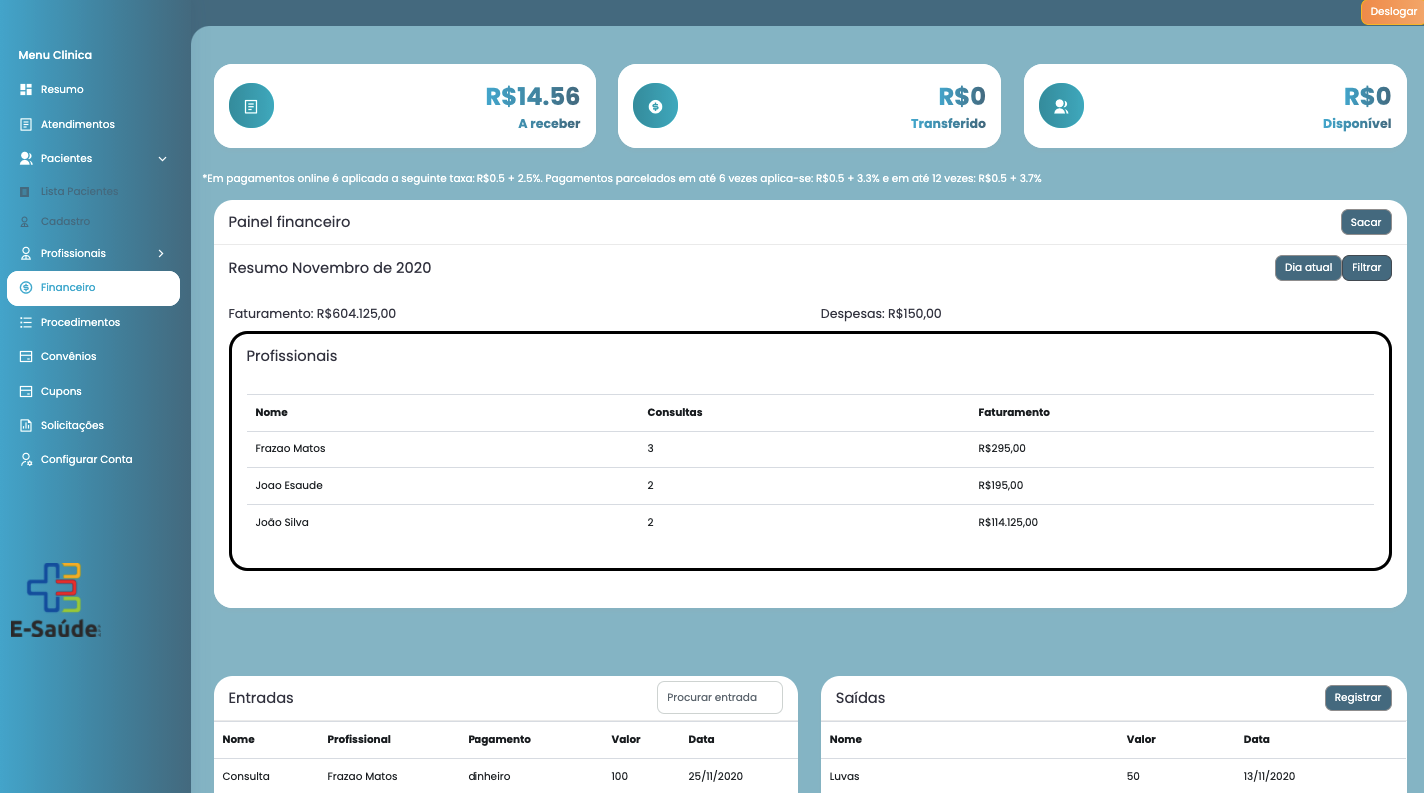 Deslogar
Menu Clinica
Resumo
Atendimentos
Pacientes
Lista Pacientes
Cadastro
Profissionais
Financeiro
Procedimentos
Convênios
Cupons
Solicitações
Configurar Conta
E-Saúde
R$14.56
A receber
R$0
Transferido
R$0
Disponível
*Em pagamentos online é aplicada a seguinte taxa: R$0.5 + 2.5%. Pagamentos parcelados em até 6 vezes aplica-se: R$0.5 + 3.3% e em até 12 vezes: R$0.5 + 3.7%
Painel financeiro Sacar
Resumo Novembro de 2020 Dia atual Filtrar
Faturamento: R$604.125,00 Despesas: R$150,00
Profissionais
Nome Consultas Faturamento
Frazao Matos 3 R$295,00
Joao Esaude 2 R$195,00
João Silva 2 R$114.125,00
Entradas Procurar entrada
Nome Profissional Pagamento Valor Data
Consulta Frazao Matos dinheiro 100 25/11/2020
Saídas Registrar
Nome Valor Data
Luvas 50 13/11/2020